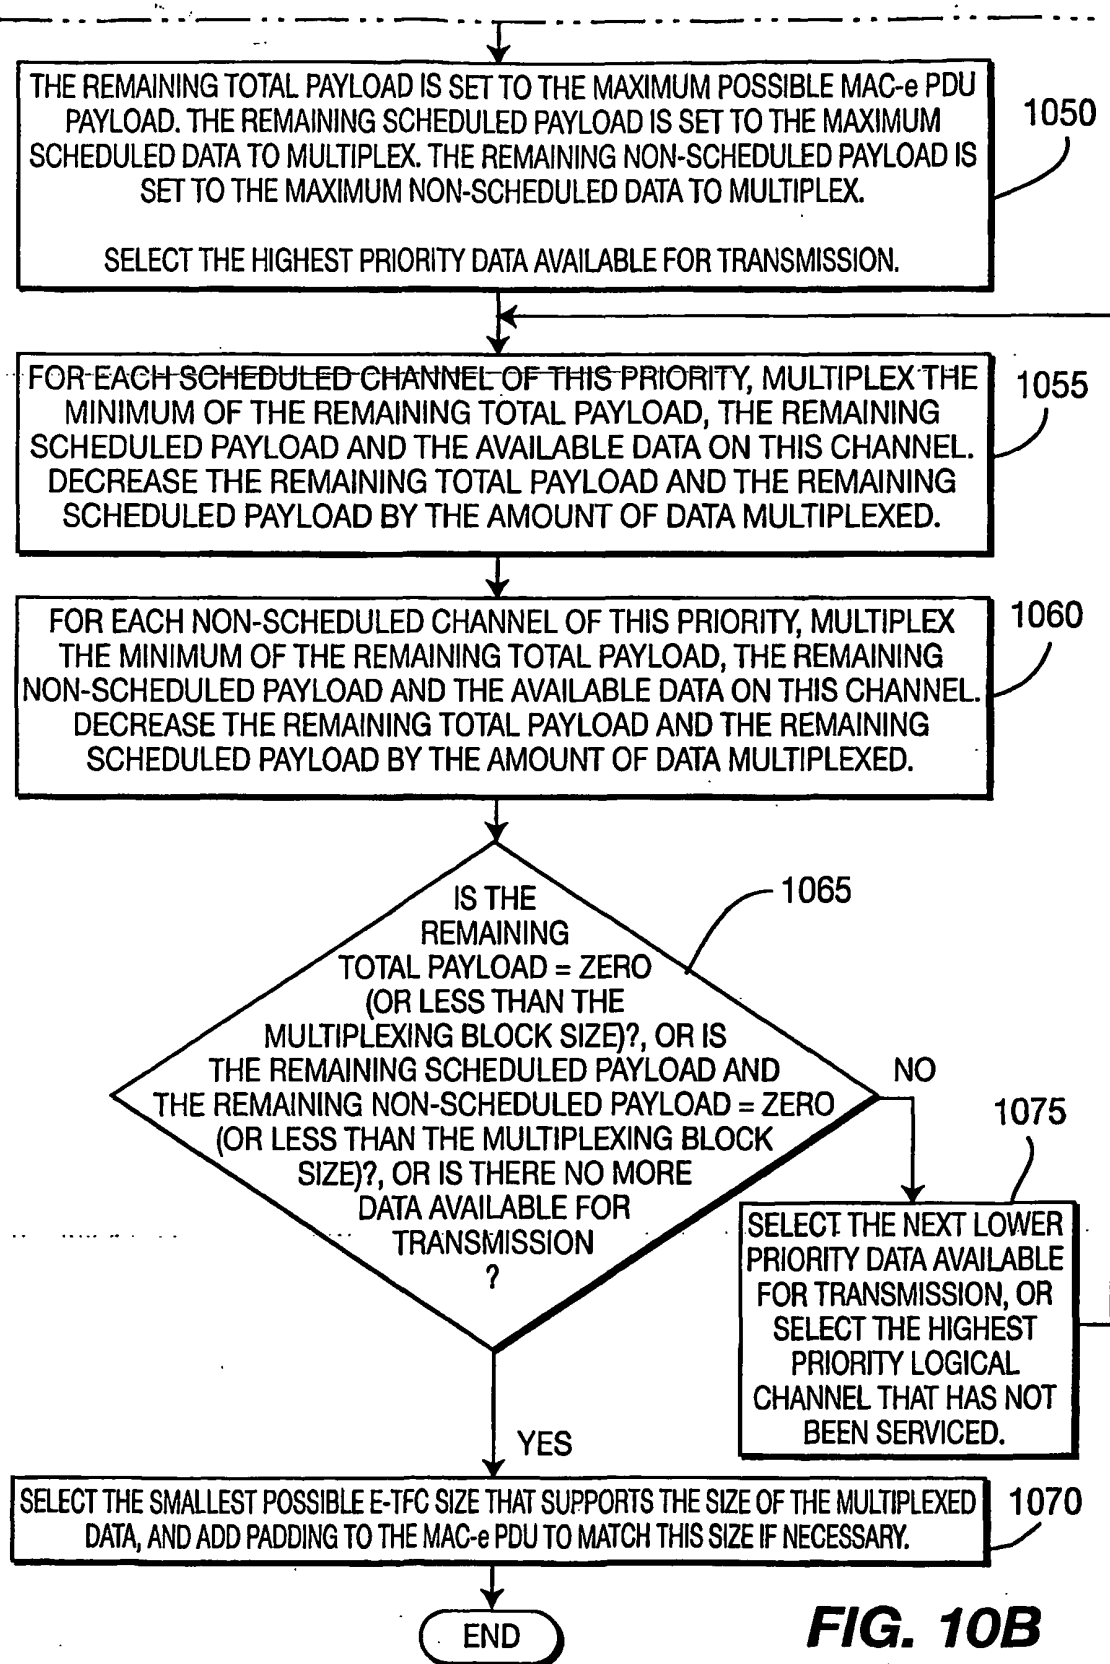 THE REMAINING TOTAL PAYLOAD IS SET TO THE MAXIMUM POSSIBLE MAC-e PDU
PAYLOAD. THE REMAINING SCHEDULED PAYLOAD IS SET TO THE MAXIMUM
SCHEDULED DATA TO MULTIPLEX. THE REMAINING NON-SCHEDULED PAYLOAD IS
SET TO THE MAXIMUM NON-SCHEDULED DATA TO MULTIPLEX.
SELECT THE HIGHEST PRIORITY DATA AVAILABLE FOR TRANSMISSION.
1050
FOR EACH SCHEDULED CHANNEL OF THIS PRIORITY, MULTIPLEX THE
MINIMUM OF THE REMAINING TOTAL PAYLOAD, THE REMAINING
SCHEDULED PAYLOAD AND THE AVAILABLE DATA ON THIS CHANNEL.
DECREASE THE REMAINING TOTAL PAYLOAD AND THE REMAINING
SCHEDULED PAYLOAD BY THE AMOUNT OF DATA MULTIPLEXED.
1055
FOR EACH NON-SCHEDULED CHANNEL OF THIS PRIORITY, MULTIPLEX
THE MINIMUM OF THE REMAINING TOTAL PAYLOAD, THE REMAINING
NON-SCHEDULED PAYLOAD AND THE AVAILABLE DATA ON THIS CHANNEL.
DECREASE THE REMAINING TOTAL PAYLOAD AND THE REMAINING
SCHEDULED PAYLOAD BY THE AMOUNT OF DATA MULTIPLEXED.
1060
IS THE
REMAINING
TOTAL PAYLOAD = ZERO
(OR LESS THAN THE
MULTIPLEXING BLOCK SIZE)?, OR IS
THE REMAINING SCHEDULED PAYLOAD AND
THE REMAINING NON-SCHEDULED PAYLOAD = ZERO
(OR LESS THAN THE MULTIPLEXING BLOCK
SIZE)?, OR IS THERE NO MORE
DATA AVAILABLE FOR
TRANSMISSION
?
1065
NO
1075
SELECT THE NEXT LOWER
PRIORITY DATA AVAILABLE
FOR TRANSMISSION, OR
SELECT THE HIGHEST
PRIORITY LOGICAL
CHANNEL THAT HAS NOT
BEEN SERVICED.
YES
SELECT THE SMALLEST POSSIBLE E-TFC SIZE THAT SUPPORTS THE SIZE OF THE MULTIPLEXED
DATA, AND ADD PADDING TO THE MAC-e PDU TO MATCH THIS SIZE IF NECESSARY.
1070
END
FIG. 10B